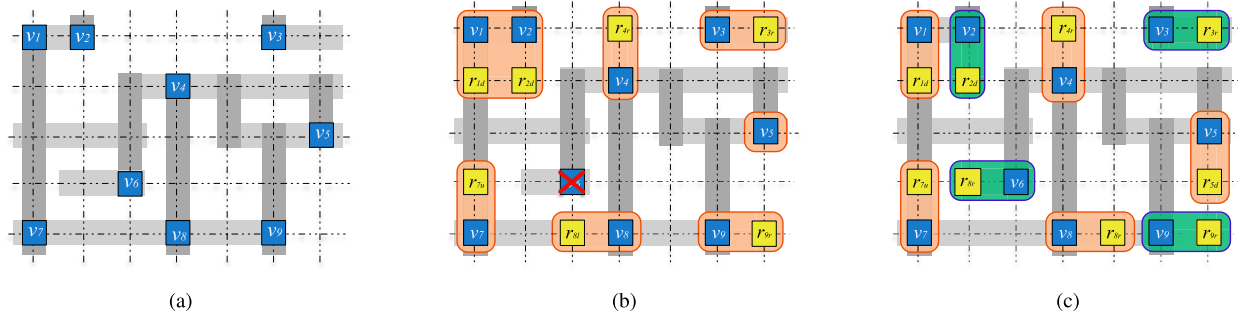 v1 v2 v3
v4
v5
v6
v7 v8 v9
(a)
v1 v2 r4r v3 r3r
r1d r2d v4
v5
r7u
v7 r8l v8 v9 r9r
(b)
v1 v2 r4r v3 r3r
r1d r2d v4
v5
r7u r8r v6 r5d
v7 v8 r8r v9 r9r
(c)